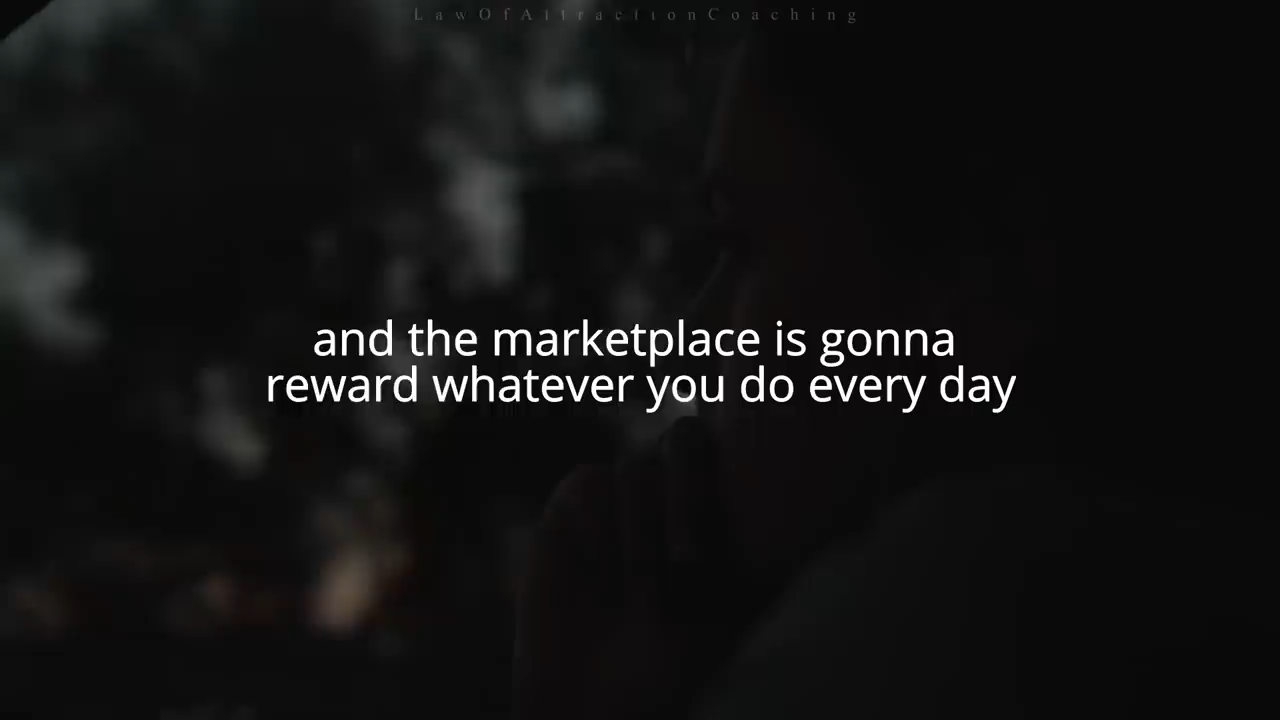 LawOfAttractionCoaching
and the marketplace is gonna
reward whatever you do every day